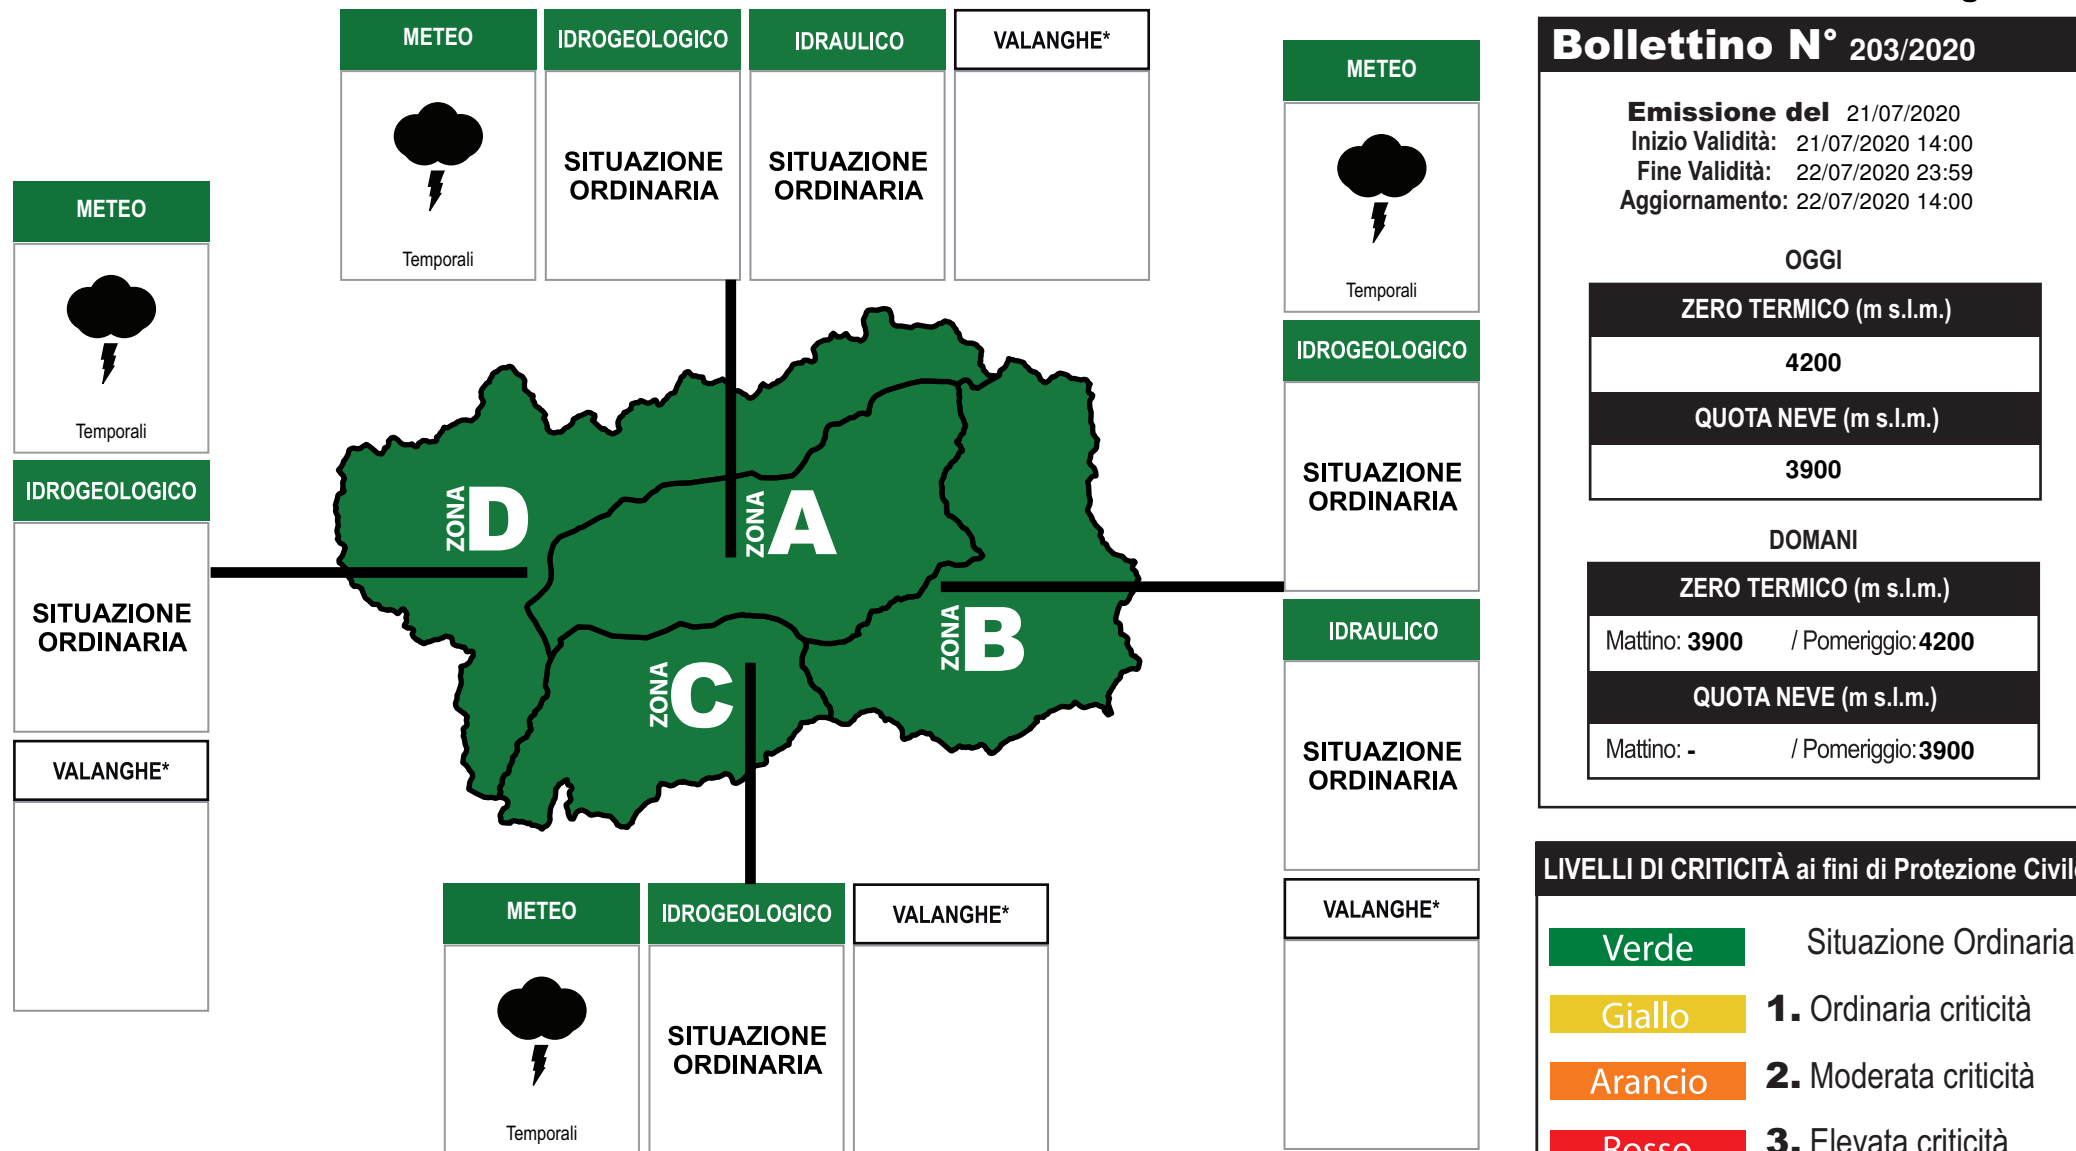 METEO
IDROGEOLOGICO
IDRAULICO
VALANGHE*
Temporali
SITUAZIONE
ORDINARIA
SITUAZIONE
ORDINARIA
METEO
Temporali
IDROGEOLOGICO
SITUAZIONE
ORDINARIA
VALANGHE*
ZONA D
ZONA A
ZONA B
ZONA C
METEO
Temporali
IDROGEOLOGICO
SITUAZIONE
ORDINARIA
IDRAULICO
SITUAZIONE
ORDINARIA
VALANGHE*
METEO
IDROGEOLOGICO
VALANGHE*
Temporali
SITUAZIONE
ORDINARIA
Bollettino N° 203/2020
Emissione del 21/07/2020
Inizio Validità: 21/07/2020 14:00
Fine Validità: 22/07/2020 23:59
Aggiornamento: 22/07/2020 14:00
OGGI
ZERO TERMICO (m s.l.m.)
4200
QUOTA NEVE (m s.l.m.)
3900
DOMANI
ZERO TERMICO (m s.l.m.)
Mattino: 3900 / Pomeriggio: 4200
QUOTA NEVE (m s.l.m.)
Mattino: - / Pomeriggio: 3900
LIVELLI DI CRITICITÀ ai fini di Protezione Civile
Verde Situazione Ordinaria
Giallo 1. Ordinaria criticità
Arancio 2. Moderata criticità
Rosso 3. Elevata criticità